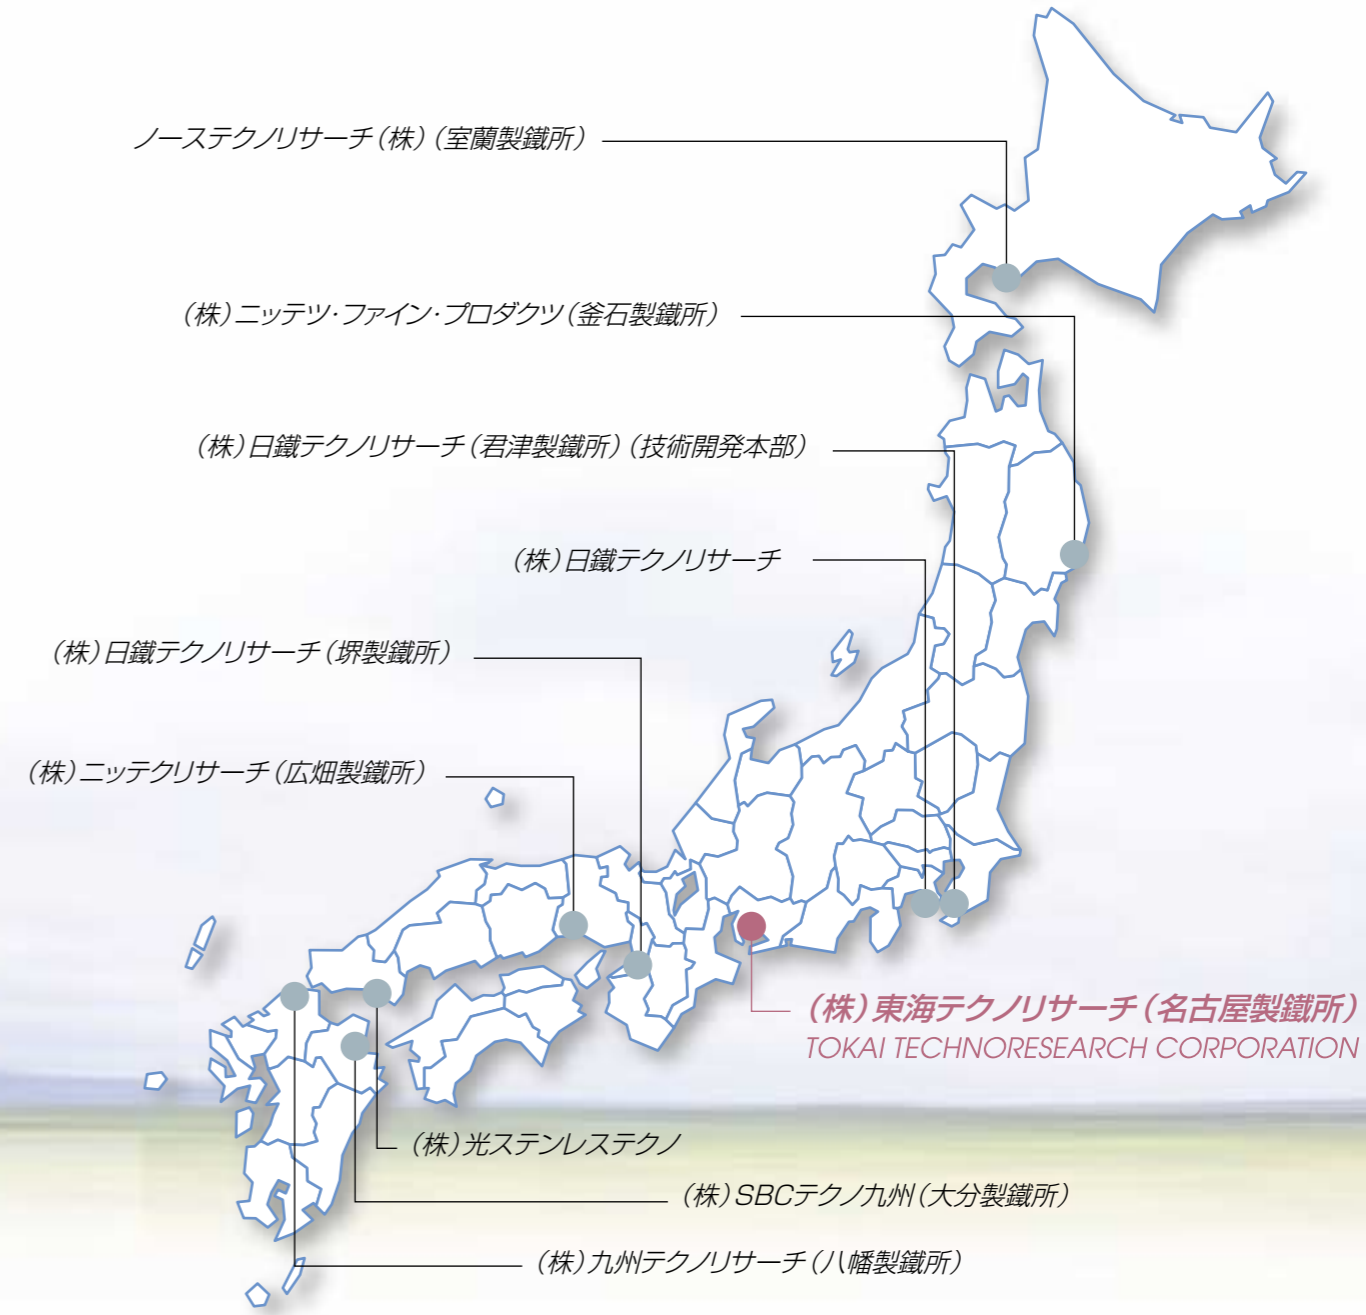 ノーステクノリサーチ(株)(室蘭製鐵所)
(株)ニッテツ・ファイン・プロダクツ(釜石製鐵所)
(株)日鐵テクノリサーチ(君津製鐵所)(技術開発本部)
(株)日鐵テクノリサーチ
(株)日鐵テクノリサーチ(堺製鐵所)
(株)ニッテクリサーチ(広畑製鐵所)
(株)東海テクノリサーチ(名古屋製鐵所)
TOKAI TECHNORESEARCH CORPORATION
(株)光ステンレステクノ
(株)SBCテクノ九州(大分製鐵所)
(株)九州テクノリサーチ(八幡製鐵所)